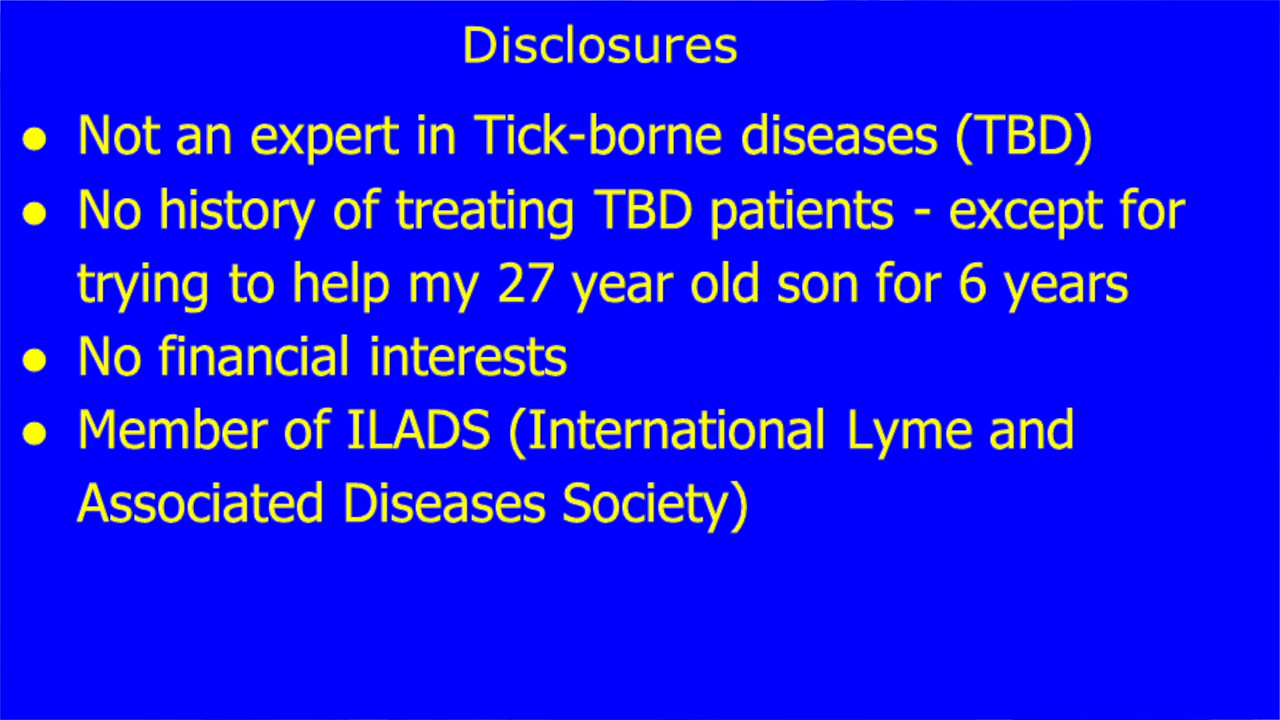 Disclosures
● Not an expert in Tick-borne diseases (TBD)
● No history of treating TBD patients - except for
trying to help my 27 year old son for 6 years
● No financial interests
● Member of ILADS (International Lyme and
Associated Diseases Society)